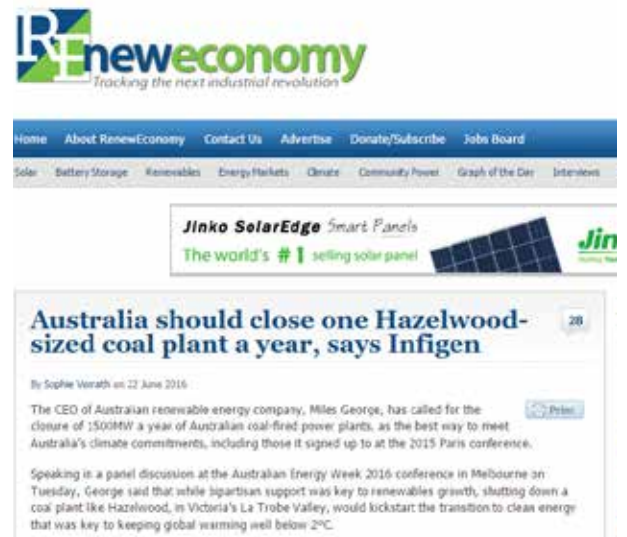 REneweconomy
Tracking the next industrial revolution
Home About RenewEconomy Contact Us Advertise Donate/Subscribe Jobs Board
Solar Battery Storage Renewables Energy Markets Climate Community Power Graph of the Day Interviews
Jinko SolarEdge Smart Panels
The world's #1 selling solar panel
Jin
Australia should close one Hazelwood-
sized coal plant a year, says Infigen
28
By Sophie Vorrath on 22 June 2016
Print
The CEO of Australian renewable energy company, Miles George, has called for the
closure of 1500MW a year of Australian coal-fired power plants, as the best way to meet
Australia's climate commitments, including those it signed up to at the 2015 Paris conference.
Speaking in a panel discussion at the Australian Energy Week 2016 conference in Melbourne on
Tuesday, George said that while bipartisan support was key to renewables growth, shutting down a
coal plant like Hazelwood, in Victoria's La Trobe Valley, would kickstart the transition to clean energy
that was key to keeping global warming well below 2ºC.